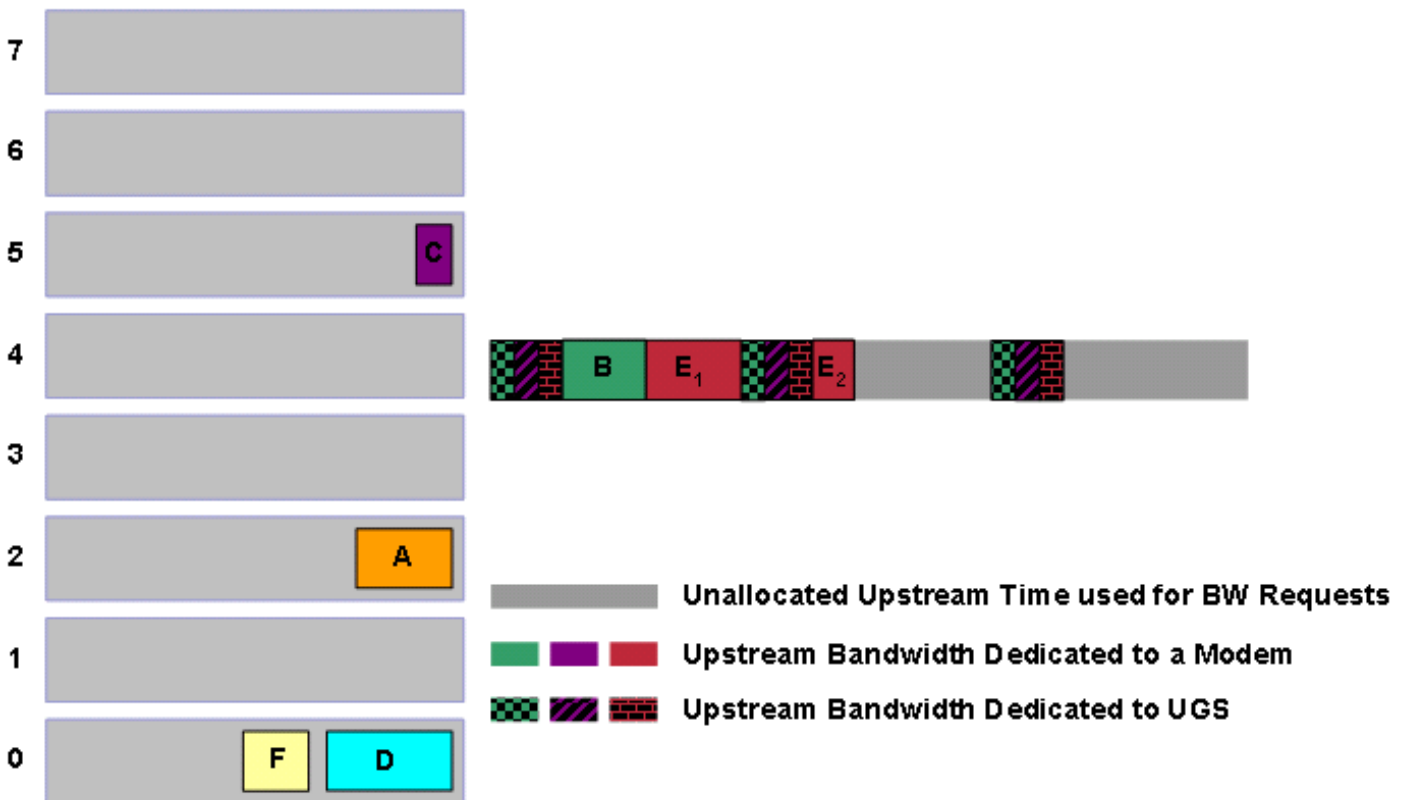 7
6
5 C
4 B E1 E2
3
2 A
Unallocated Upstream Time used for BW Requests
1 Upstream Bandwidth Dedicated to a Modem
Upstream Bandwidth Dedicated to UGS
0 F D